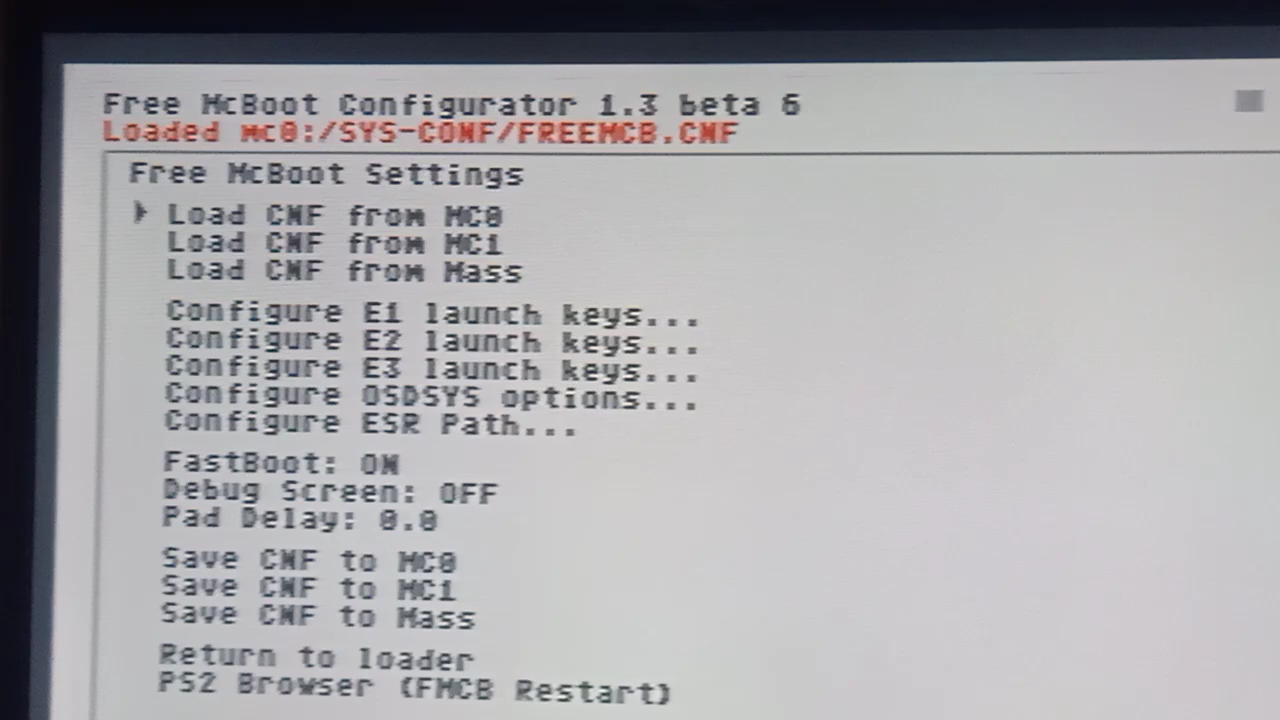 Free McBoot Configurator 1.3 beta 6
Loaded mc0:/SYS-CONF/FREEMCB.CNF
Free McBoot Settings
Load CNF from MC0
Load CNF from MC1
Load CNF from Mass
Configure E1 launch keys...
Configure E2 launch keys...
Configure E3 launch keys...
Configure OSDSYS options...
Configure ESR Path...
FastBoot: ON
Debug Screen: OFF
Pad Delay: 0.0
Save CNF to MC0
Save CNF to MC1
Save CNF to Mass
Return to loader
PS2 Browser (FMCB Restart)